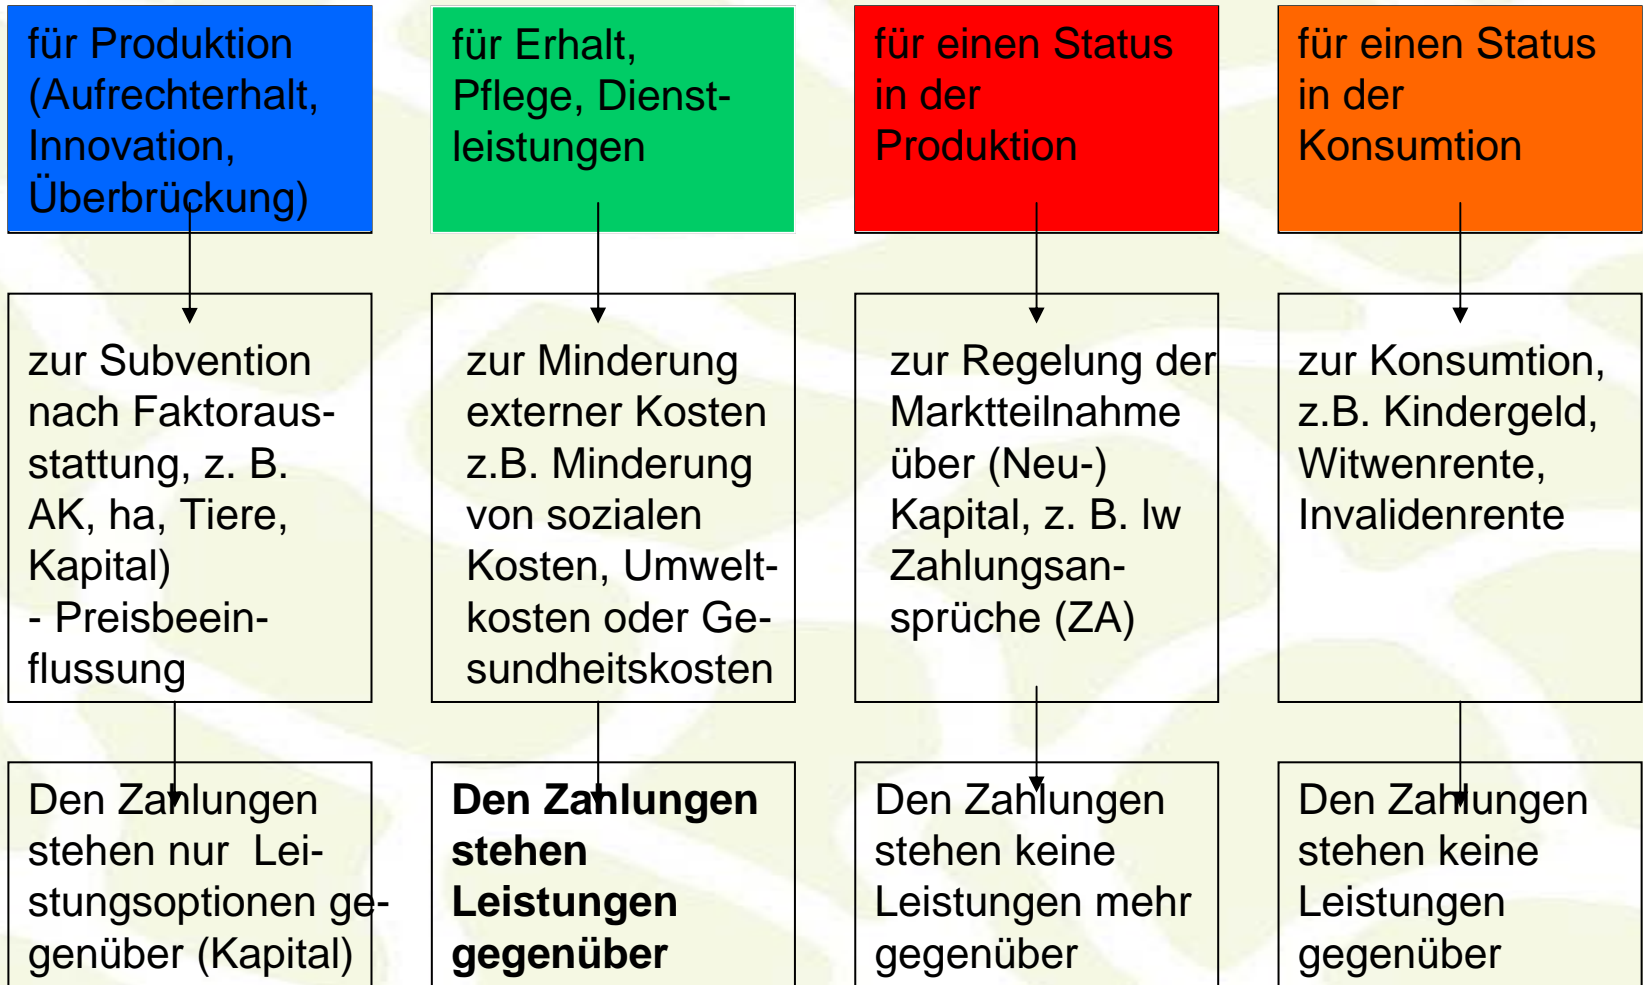 für Produktion
(Aufrechterhalt,
Innovation,
Überbrückung)
für Erhalt,
Pflege, Dienst-
leistungen
für einen Status
in der
Produktion
für einen Status
in der
Konsumtion
zur Subvention
nach Faktoraus-
stattung, z. B.
AK, ha, Tiere,
Kapital)
- Preisbeein-
flussung
zur Minderung
externer Kosten
z.B. Minderung
von sozialen
Kosten, Umwelt-
kosten oder Ge-
sundheitskosten
zur Regelung der
Marktteilnahme
über (Neu-)
Kapital, z. B. lw
Zahlungsan-
sprüche (ZA)
zur Konsumtion,
z.B. Kindergeld,
Witwenrente,
Invalidenrente
Den Zahlungen
stehen nur Lei-
stungsoptionen ge-
genüber (Kapital)
Den Zahlungen
stehen
Leistungen
gegenüber
Den Zahlungen
stehen keine
Leistungen mehr
gegenüber
Den Zahlungen
stehen keine
Leistungen
gegenüber